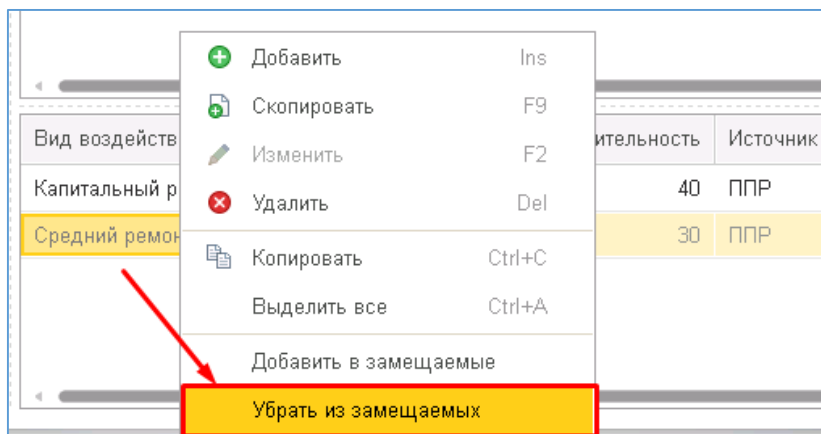 Добавить Ins
Скопировать F9
Вид воздейств Изменить F2 ительность Источник
Капитальный р Удалить Del 40 ППР
Средний ремон 30 ППР
Копировать Ctrl+C
Выделить все Ctrl+A
Добавить в замещаемые
Убрать из замещаемых